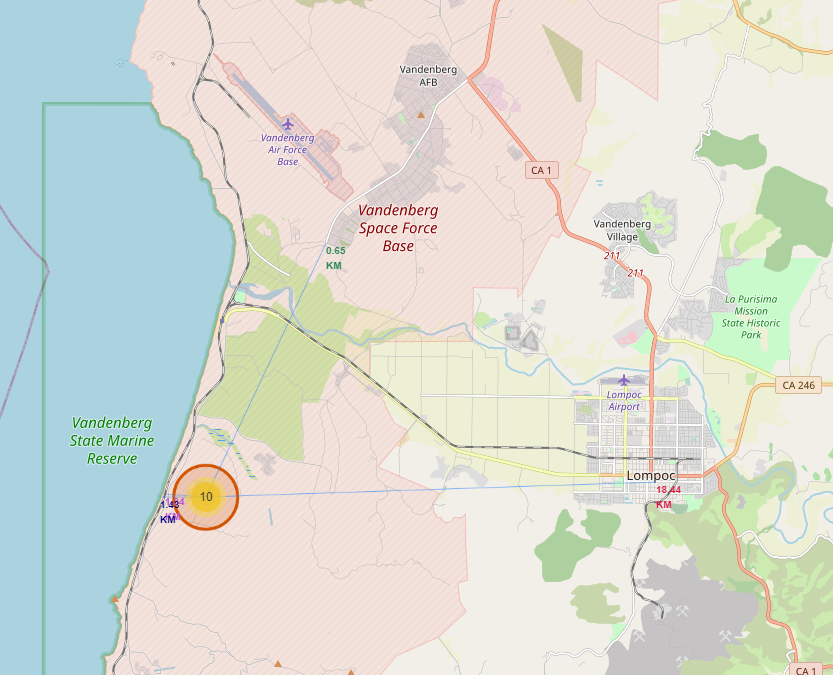 Vandenberg
AFB
Vandenberg
Air Force
Base
CA 1
Vandenberg
Space Force
Base
Vandenberg
Village
0.65
KM
211
211
La Purisima
Mission
State Historic
Park
CA 246
Lompoc
Airport
Vandenberg
State Marine
Reserve
Lompoc
10
18.44
KM
1.43
KM
CA 1